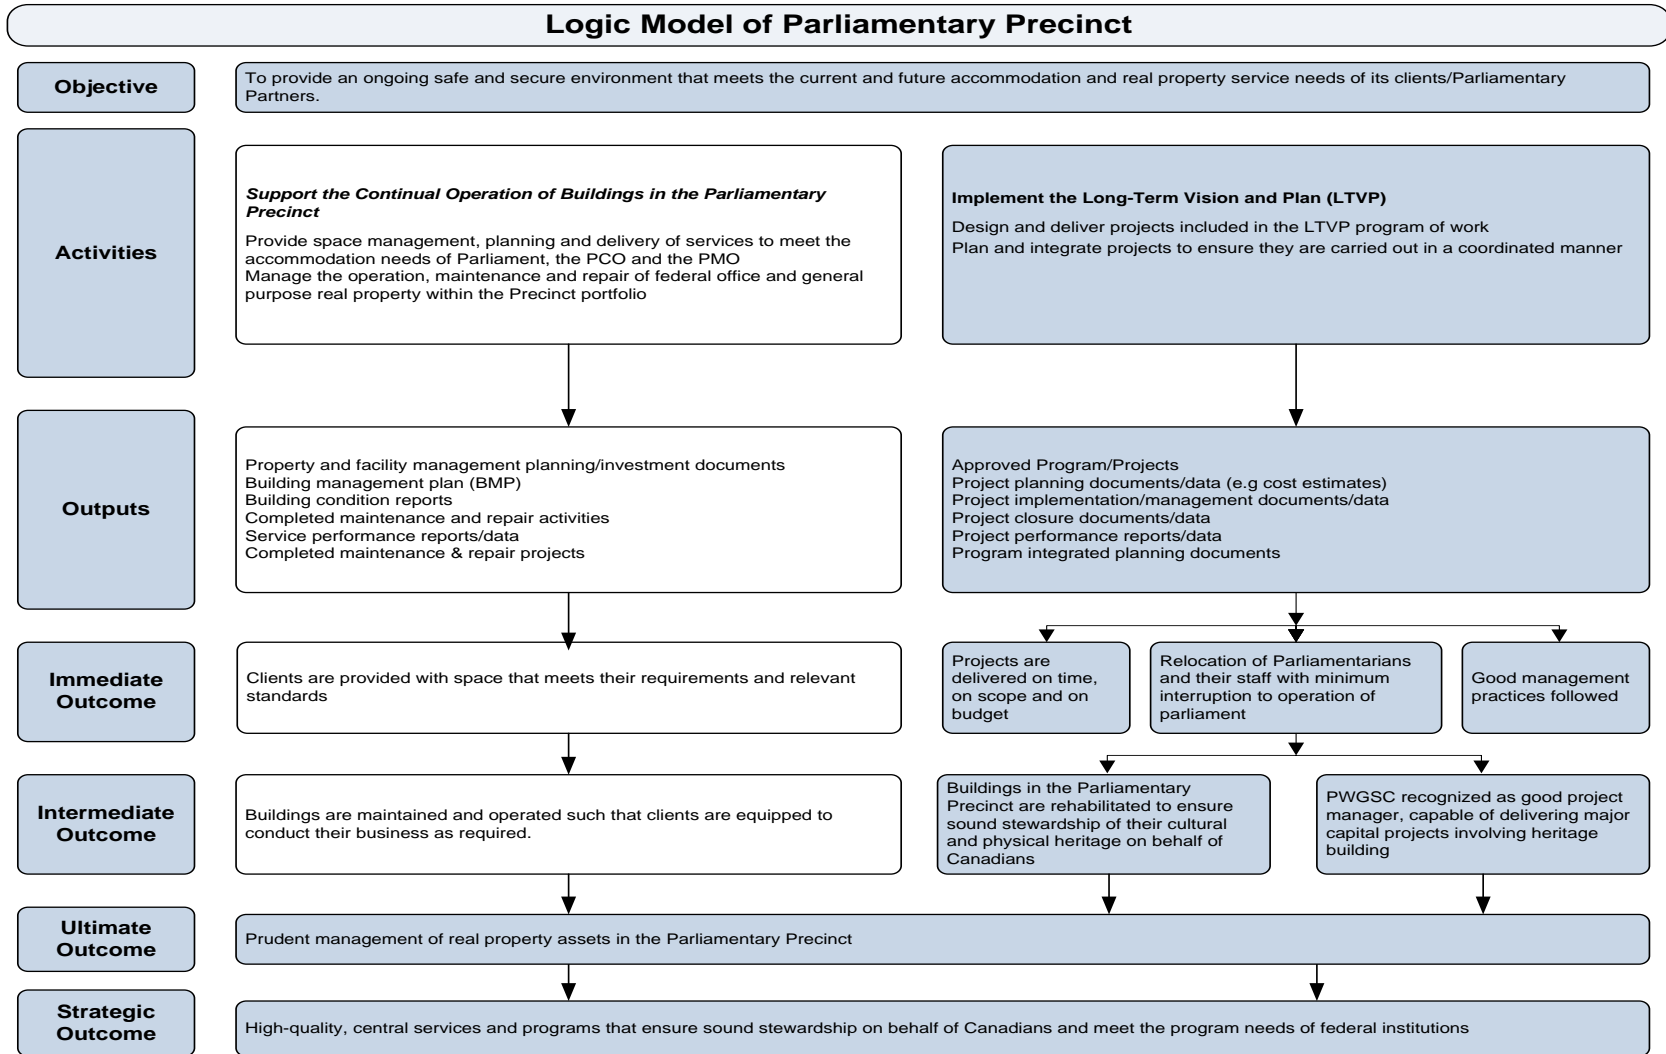 Logic Model of Parliamentary Precinct
Objective
To provide an ongoing safe and secure environment that meets the current and future accommodation and real property service needs of its clients/Parliamentary
Partners.
Activities
Support the Continual Operation of Buildings in the Parliamentary
Precinct
Provide space management, planning and delivery of services to meet the
accommodation needs of Parliament, the PCO and the PMO
Manage the operation, maintenance and repair of federal office and general
purpose real property within the Precinct portfolio
Implement the Long-Term Vision and Plan (LTVP)
Design and deliver projects included in the LTVP program of work
Plan and integrate projects to ensure they are carried out in a coordinated manner
Outputs
Property and facility management planning/investment documents
Building management plan (BMP)
Building condition reports
Completed maintenance and repair activities
Service performance reports/data
Completed maintenance & repair projects
Approved Program/Projects
Project planning documents/data (e.g cost estimates)
Project implementation/management documents/data
Project closure documents/data
Project performance reports/data
Program integrated planning documents
Immediate
Outcome
Clients are provided with space that meets their requirements and relevant
standards
Projects are
delivered on time,
on scope and on
budget
Relocation of Parliamentarians
and their staff with minimum
interruption to operation of
parliament
Good management
practices followed
Intermediate
Outcome
Buildings are maintained and operated such that clients are equipped to
conduct their business as required.
Buildings in the Parliamentary
Precinct are rehabilitated to ensure
sound stewardship of their cultural
and physical heritage on behalf of
Canadians
PWGSC recognized as good project
manager, capable of delivering major
capital projects involving heritage
building
Ultimate
Outcome
Prudent management of real property assets in the Parliamentary Precinct
Strategic
Outcome
High-quality, central services and programs that ensure sound stewardship on behalf of Canadians and meet the program needs of federal institutions